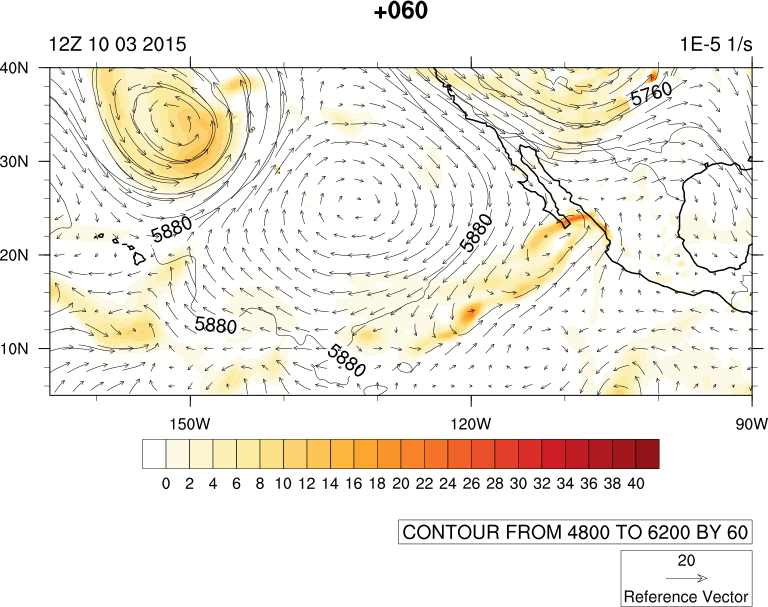 +060
12Z 10 03 2015
1E-5 1/s
40N
5760
30N
5880
5880
20N
5880
5880
10N
150W 120W 90W
0 2 4 6 8 10 12 14 16 18 20 22 24 26 28 30 32 34 36 38 40
CONTOUR FROM 4800 TO 6200 BY 60
20
Reference Vector